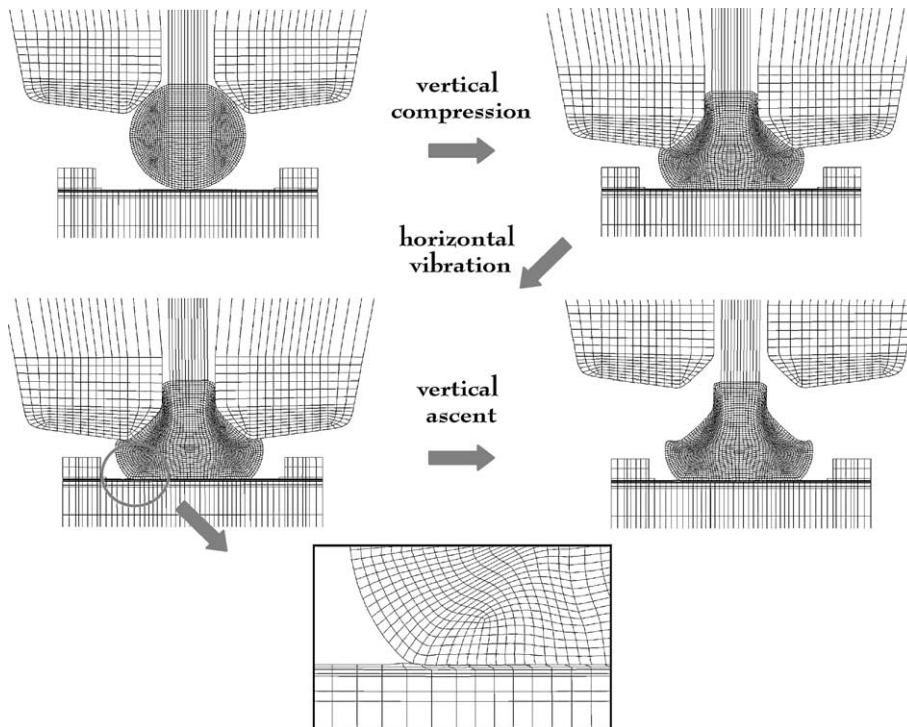 vertical
compression
horizontal
vibration
vertical
ascent